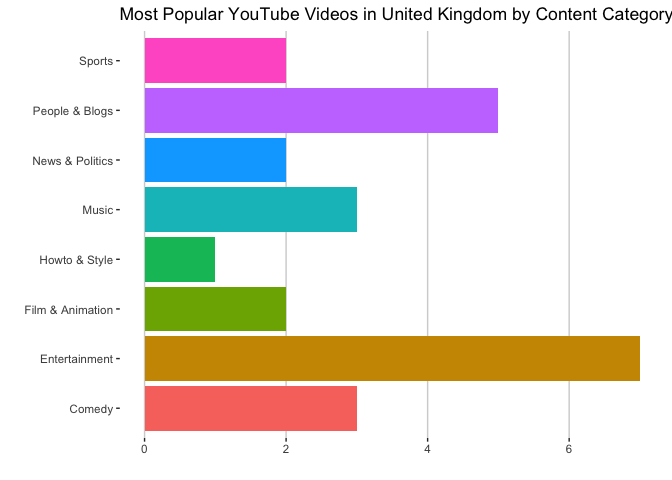 Most Popular YouTube Videos in United Kingdom by Content Category
Sports
People & Blogs
News & Politics
Music
Howto & Style
Film & Animation
Entertainment
Comedy
0 2 4 6